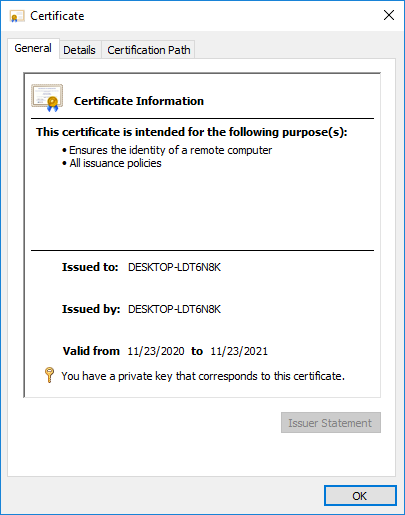 Certificate
General Details Certification Path
Certificate Information
This certificate is intended for the following purpose(s):
• Ensures the identity of a remote computer
• All issuance policies
Issued to: DESKTOP-LDT6N8K
Issued by: DESKTOP-LDT6N8K
Valid from 11/23/2020 to 11/23/2021
You have a private key that corresponds to this certificate.
Issuer Statement
OK